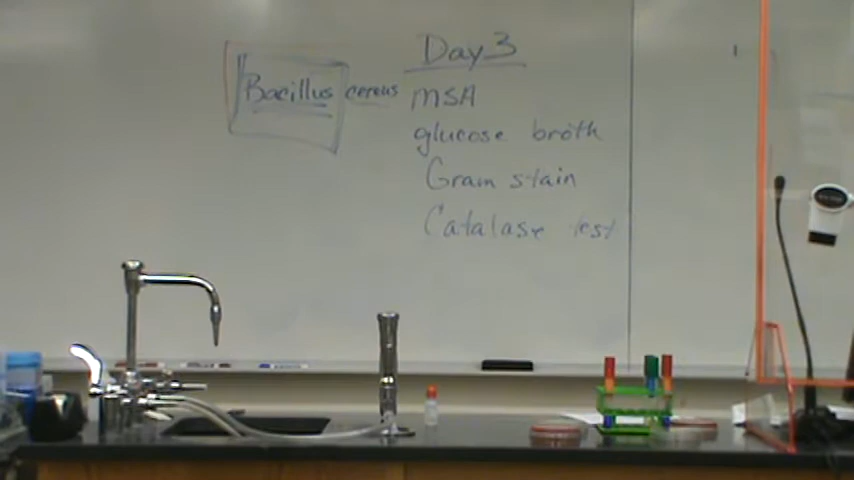 Day 3
Bacillus cereus
MSA
glucose broth
Gram stain
Catalase test